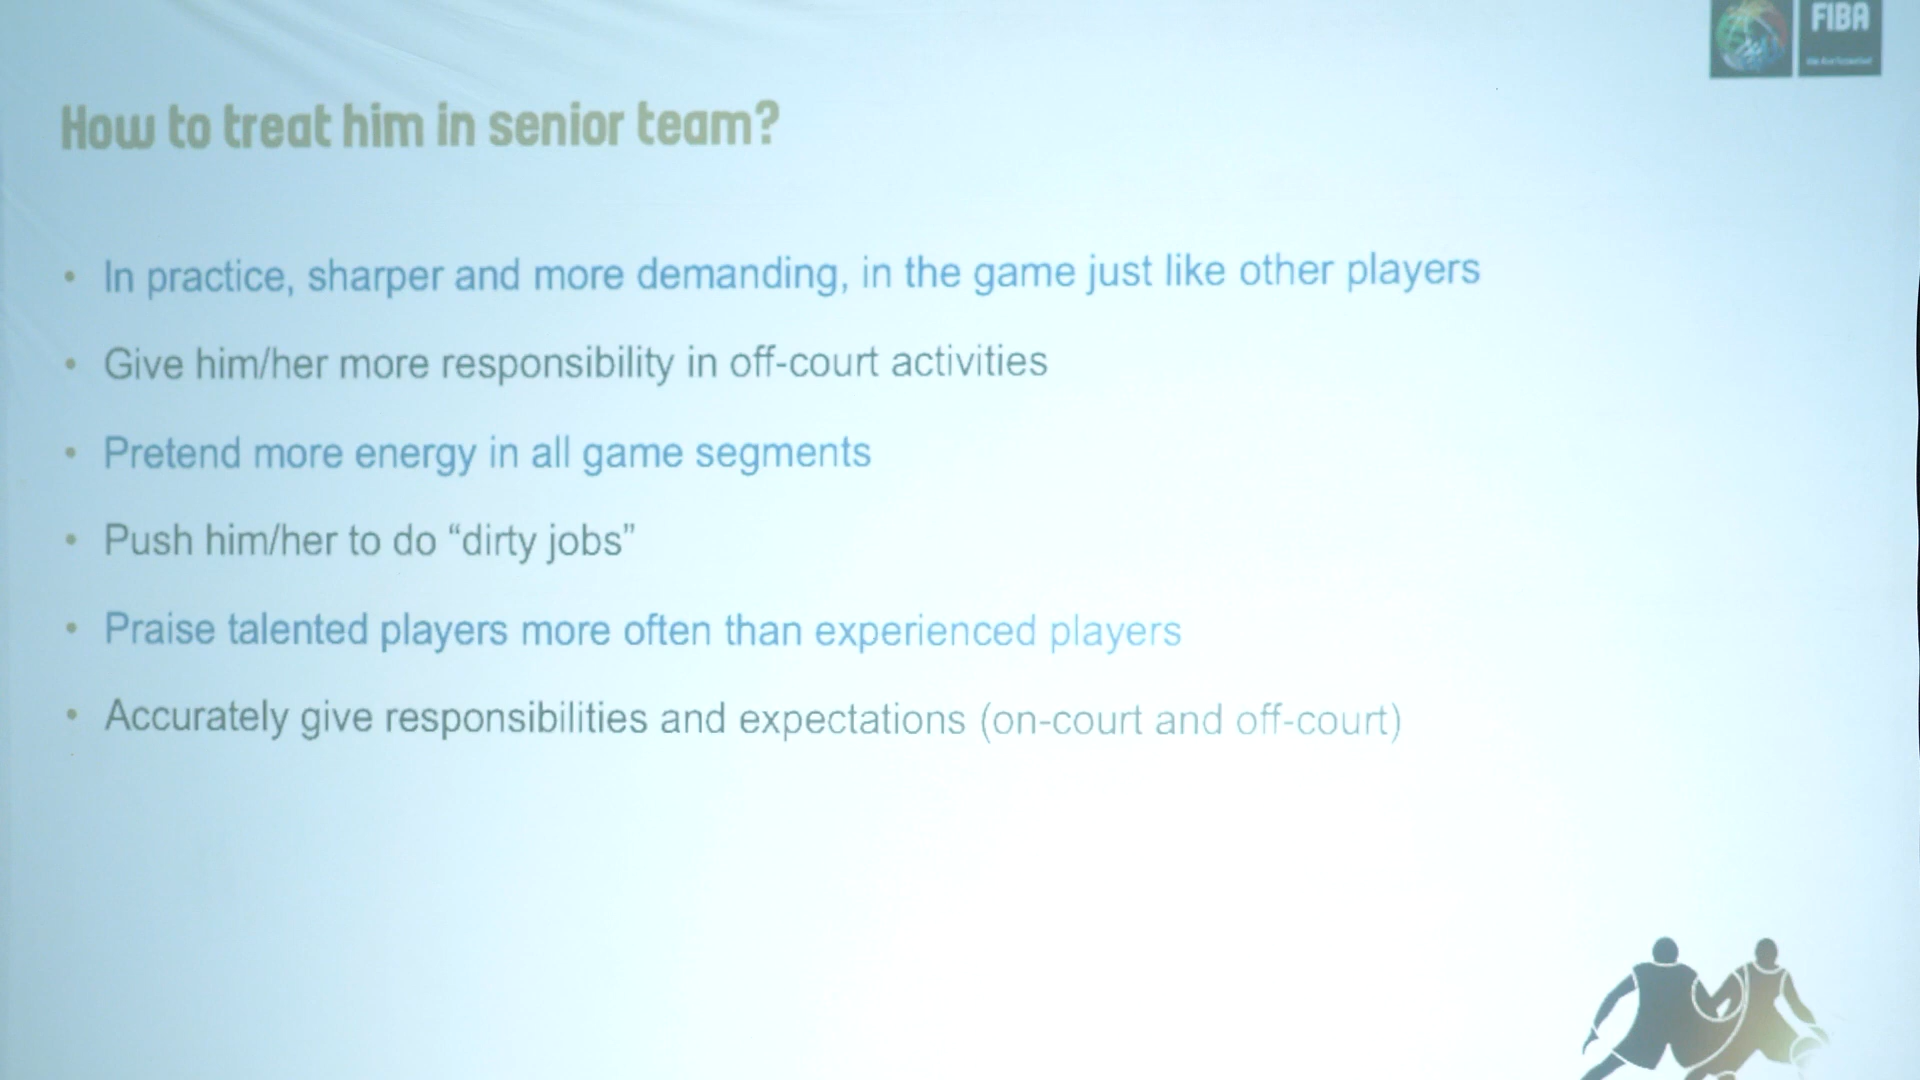 FIBA
How to treat him in senior team?
• In practice, sharper and more demanding, in the game just like other players
• Give him/her more responsibility in off-court activities
• Pretend more energy in all game segments
• Push him/her to do “dirty jobs”
• Praise talented players more often than experienced players
• Accurately give responsibilities and expectations (on-court and off-court)